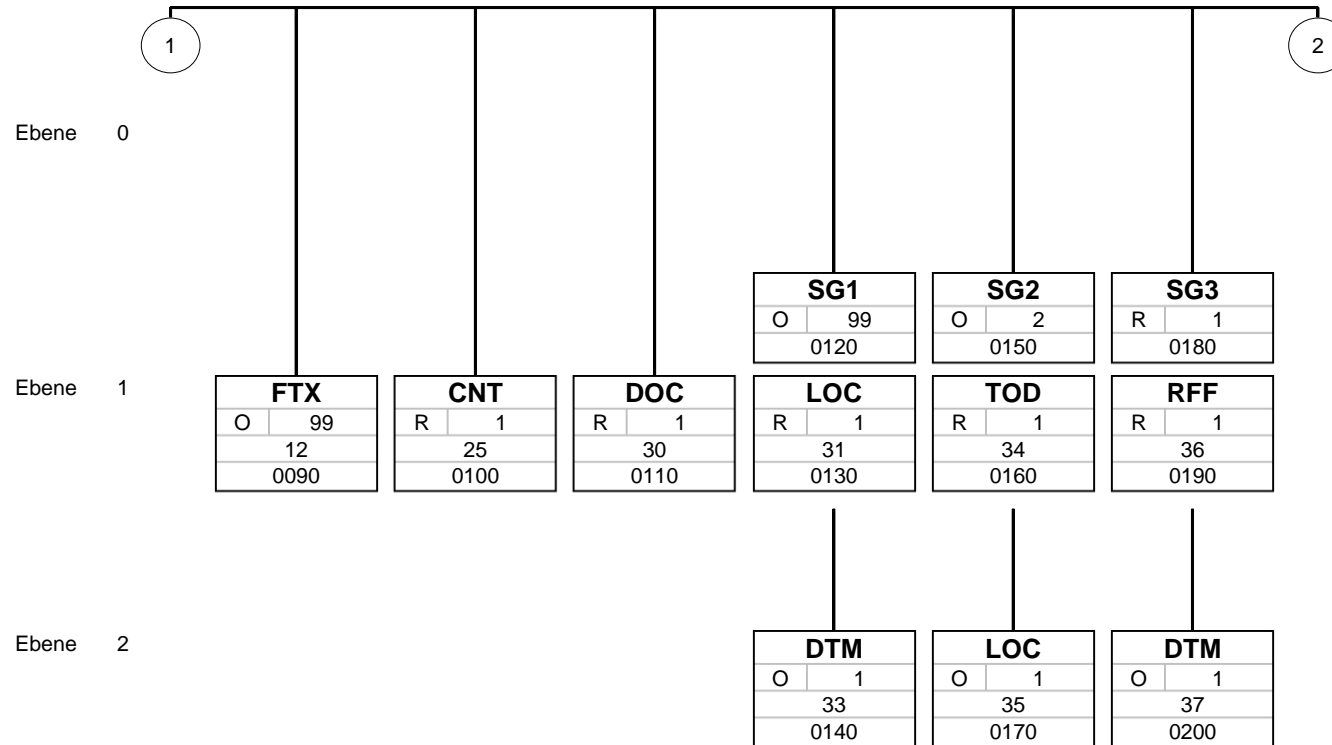 1 2
Ebene 0
SG1 SG2 SG3
O 99 O 2 R 1
0120 0150 0180
Ebene 1
FTX CNT DOC LOC TOD RFF
O 99 R 1 R 1 R 1 R 1 R 1
12 25 30 31 34 36
0090 0100 0110 0130 0160 0190
Ebene 2
DTM LOC DTM
O 1 O 1 O 1
33 35 37
0140 0170 0200